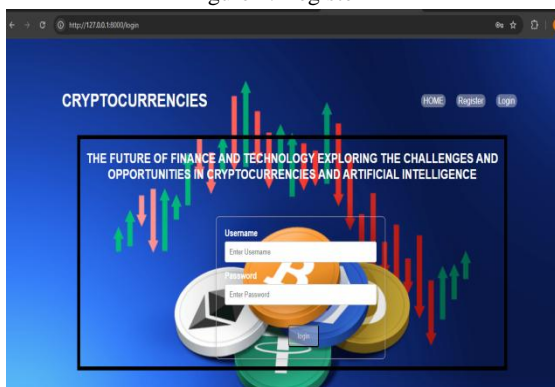 http://127.0.0.1:8000/login
CRYPTOCURRENCIES
HOME Register Login
THE FUTURE OF FINANCE AND TECHNOLOGY EXPLORING THE CHALLENGES AND
OPPORTUNITIES IN CRYPTOCURRENCIES AND ARTIFICIAL INTELLIGENCE
Username
Enter Username
Password
Enter Password
login